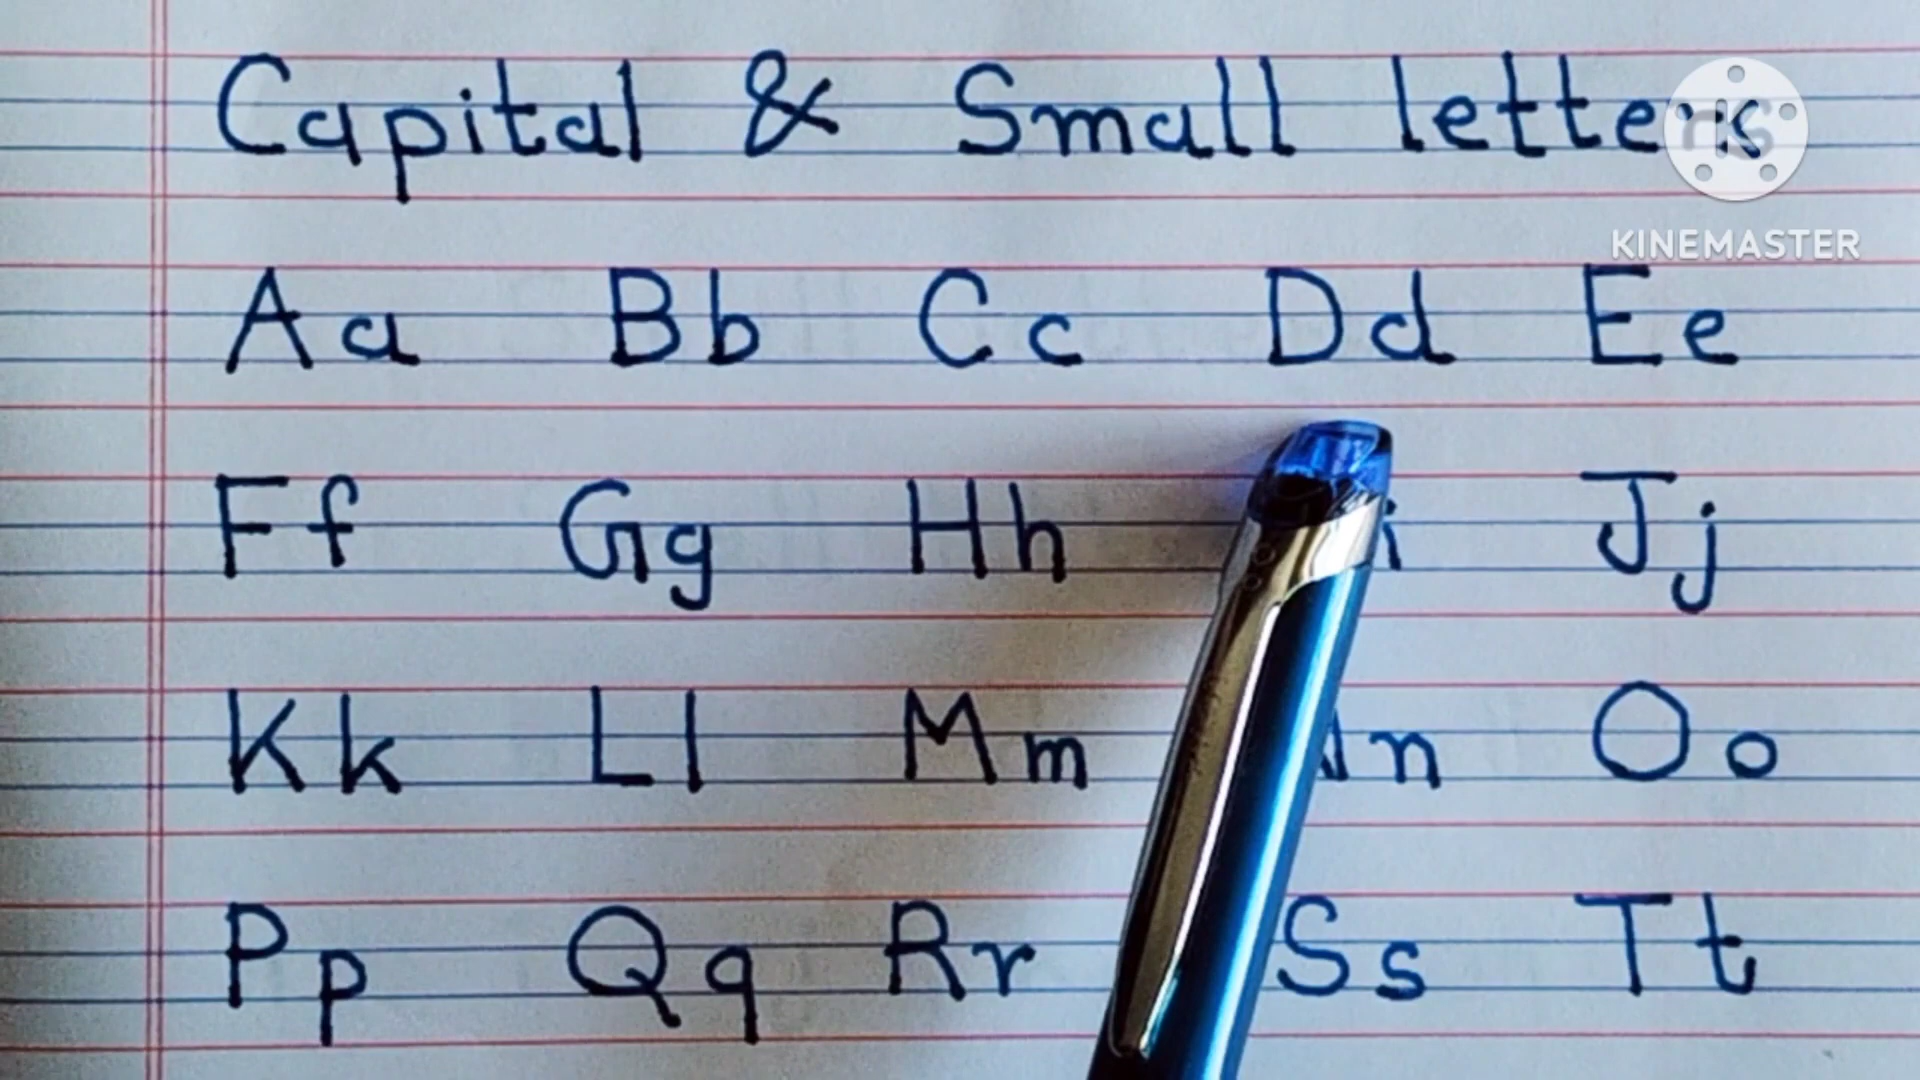 Capital & Small letters
KINEMASTER
Aa Bb Cc Dd Ee
Ff Gg Hh i Jj
Kk Ll Mm n Oo
Pp Qq Rr Ss Tt